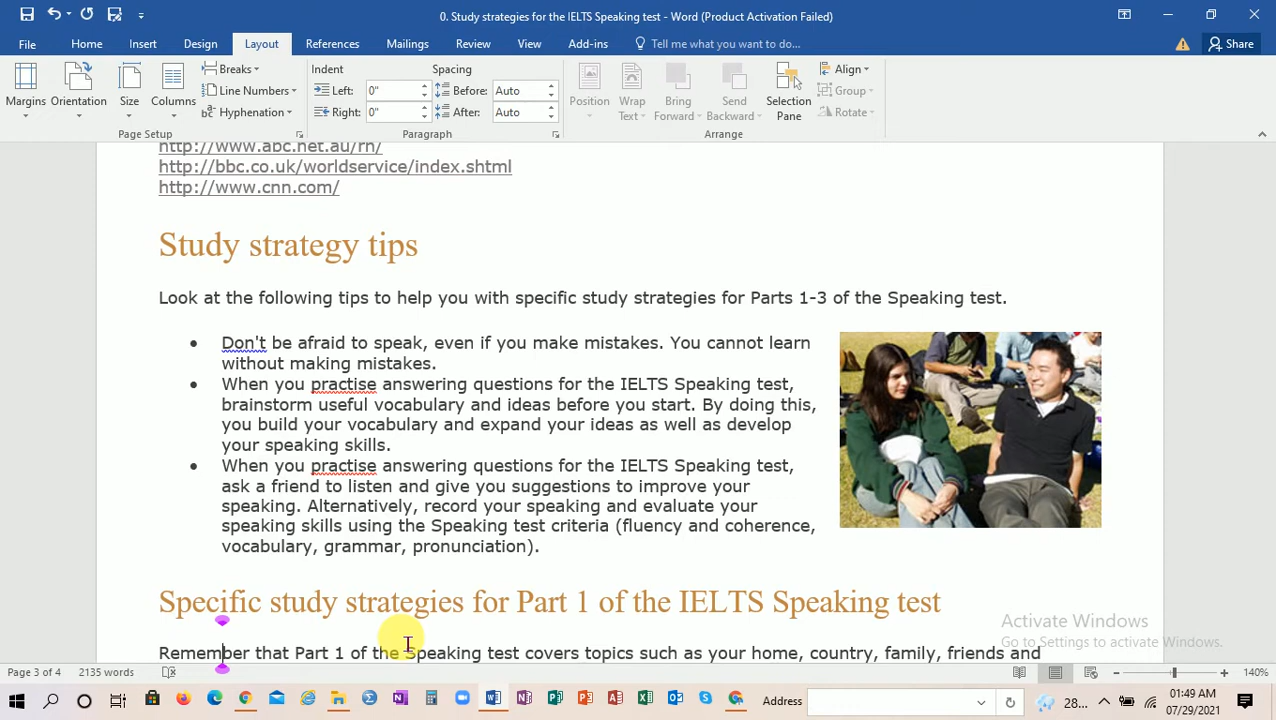 0. Study strategies for the IELTS Speaking test - Word (Product Activation Failed)
File Home Insert Design Layout References Mailings Review View Add-ins Tell me what you want to do... Share
Margins Orientation Size Columns
Breaks
Line Numbers
Hyphenation
Page Setup
Indent Spacing
Left: 0" Before: Auto
Right: 0" After: Auto
Paragraph
Position Wrap Text Bring Forward Send Backward Selection Pane
Align
Group
Rotate
Arrange
http://www.abc.net.au/rn/
http://bbc.co.uk/worldservice/index.shtml
http://www.cnn.com/
Study strategy tips
Look at the following tips to help you with specific study strategies for Parts 1-3 of the Speaking test.
• Don't be afraid to speak, even if you make mistakes. You cannot learn
without making mistakes.
• When you practise answering questions for the IELTS Speaking test,
brainstorm useful vocabulary and ideas before you start. By doing this,
you build your vocabulary and expand your ideas as well as develop
your speaking skills.
• When you practise answering questions for the IELTS Speaking test,
ask a friend to listen and give you suggestions to improve your
speaking. Alternatively, record your speaking and evaluate your
speaking skills using the Speaking test criteria (fluency and coherence,
vocabulary, grammar, pronunciation).
Specific study strategies for Part 1 of the IELTS Speaking test
Remember that Part 1 of the Speaking test covers topics such as your home, country, family, friends and
Activate Windows
Go to Settings to activate Windows.
Page 3 of 4 2135 words 140%
Address 28... 01:49 AM
07/29/2021